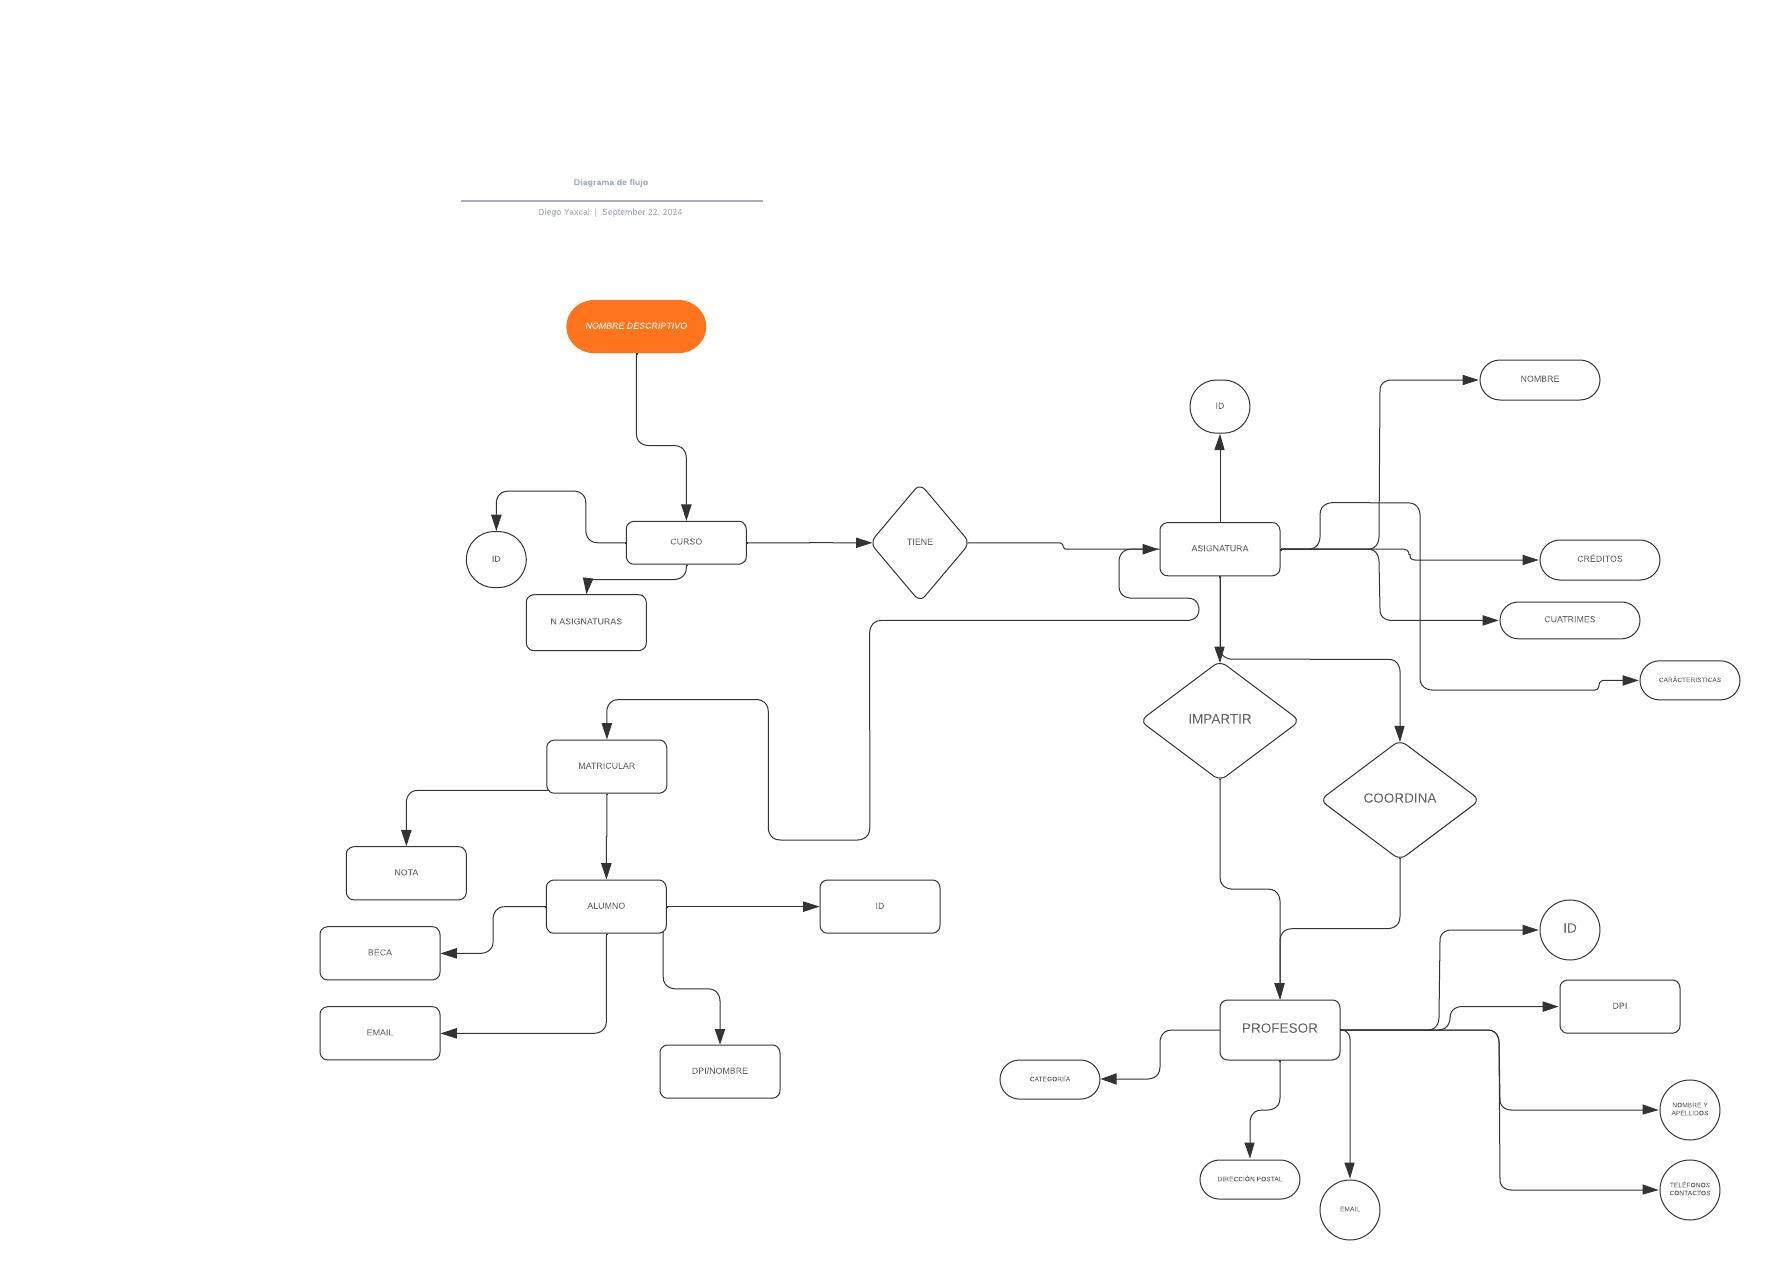 Diagrama de flujo
Diego Yaxcal | September 22, 2024
NOMBRE DESCRIPTIVO
NOMBRE
ID
CURSO
TIENE
ASIGNATURA
ID
CRÉDITOS
N ASIGNATURAS
CUATRIMES
CARÁCTERISTICAS
IMPARTIR
MATRICULAR
COORDINA
NOTA
ALUMNO
ID
ID
BECA
DPI
EMAIL
PROFESOR
DPI/NOMBRE
CATEGORÍA
NOMBRE Y
APELLIDOS
DIRECCIÓN POSTAL
TELÉFONOS
CONTACTOS
EMAIL